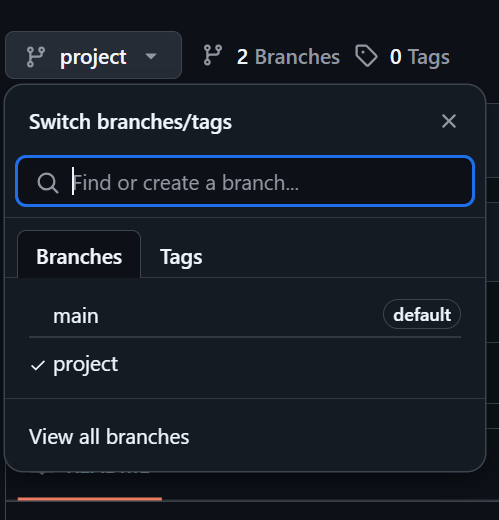 project 2 Branches 0 Tags
Switch branches/tags
Find or create a branch...
Branches Tags
main default
project
View all branches